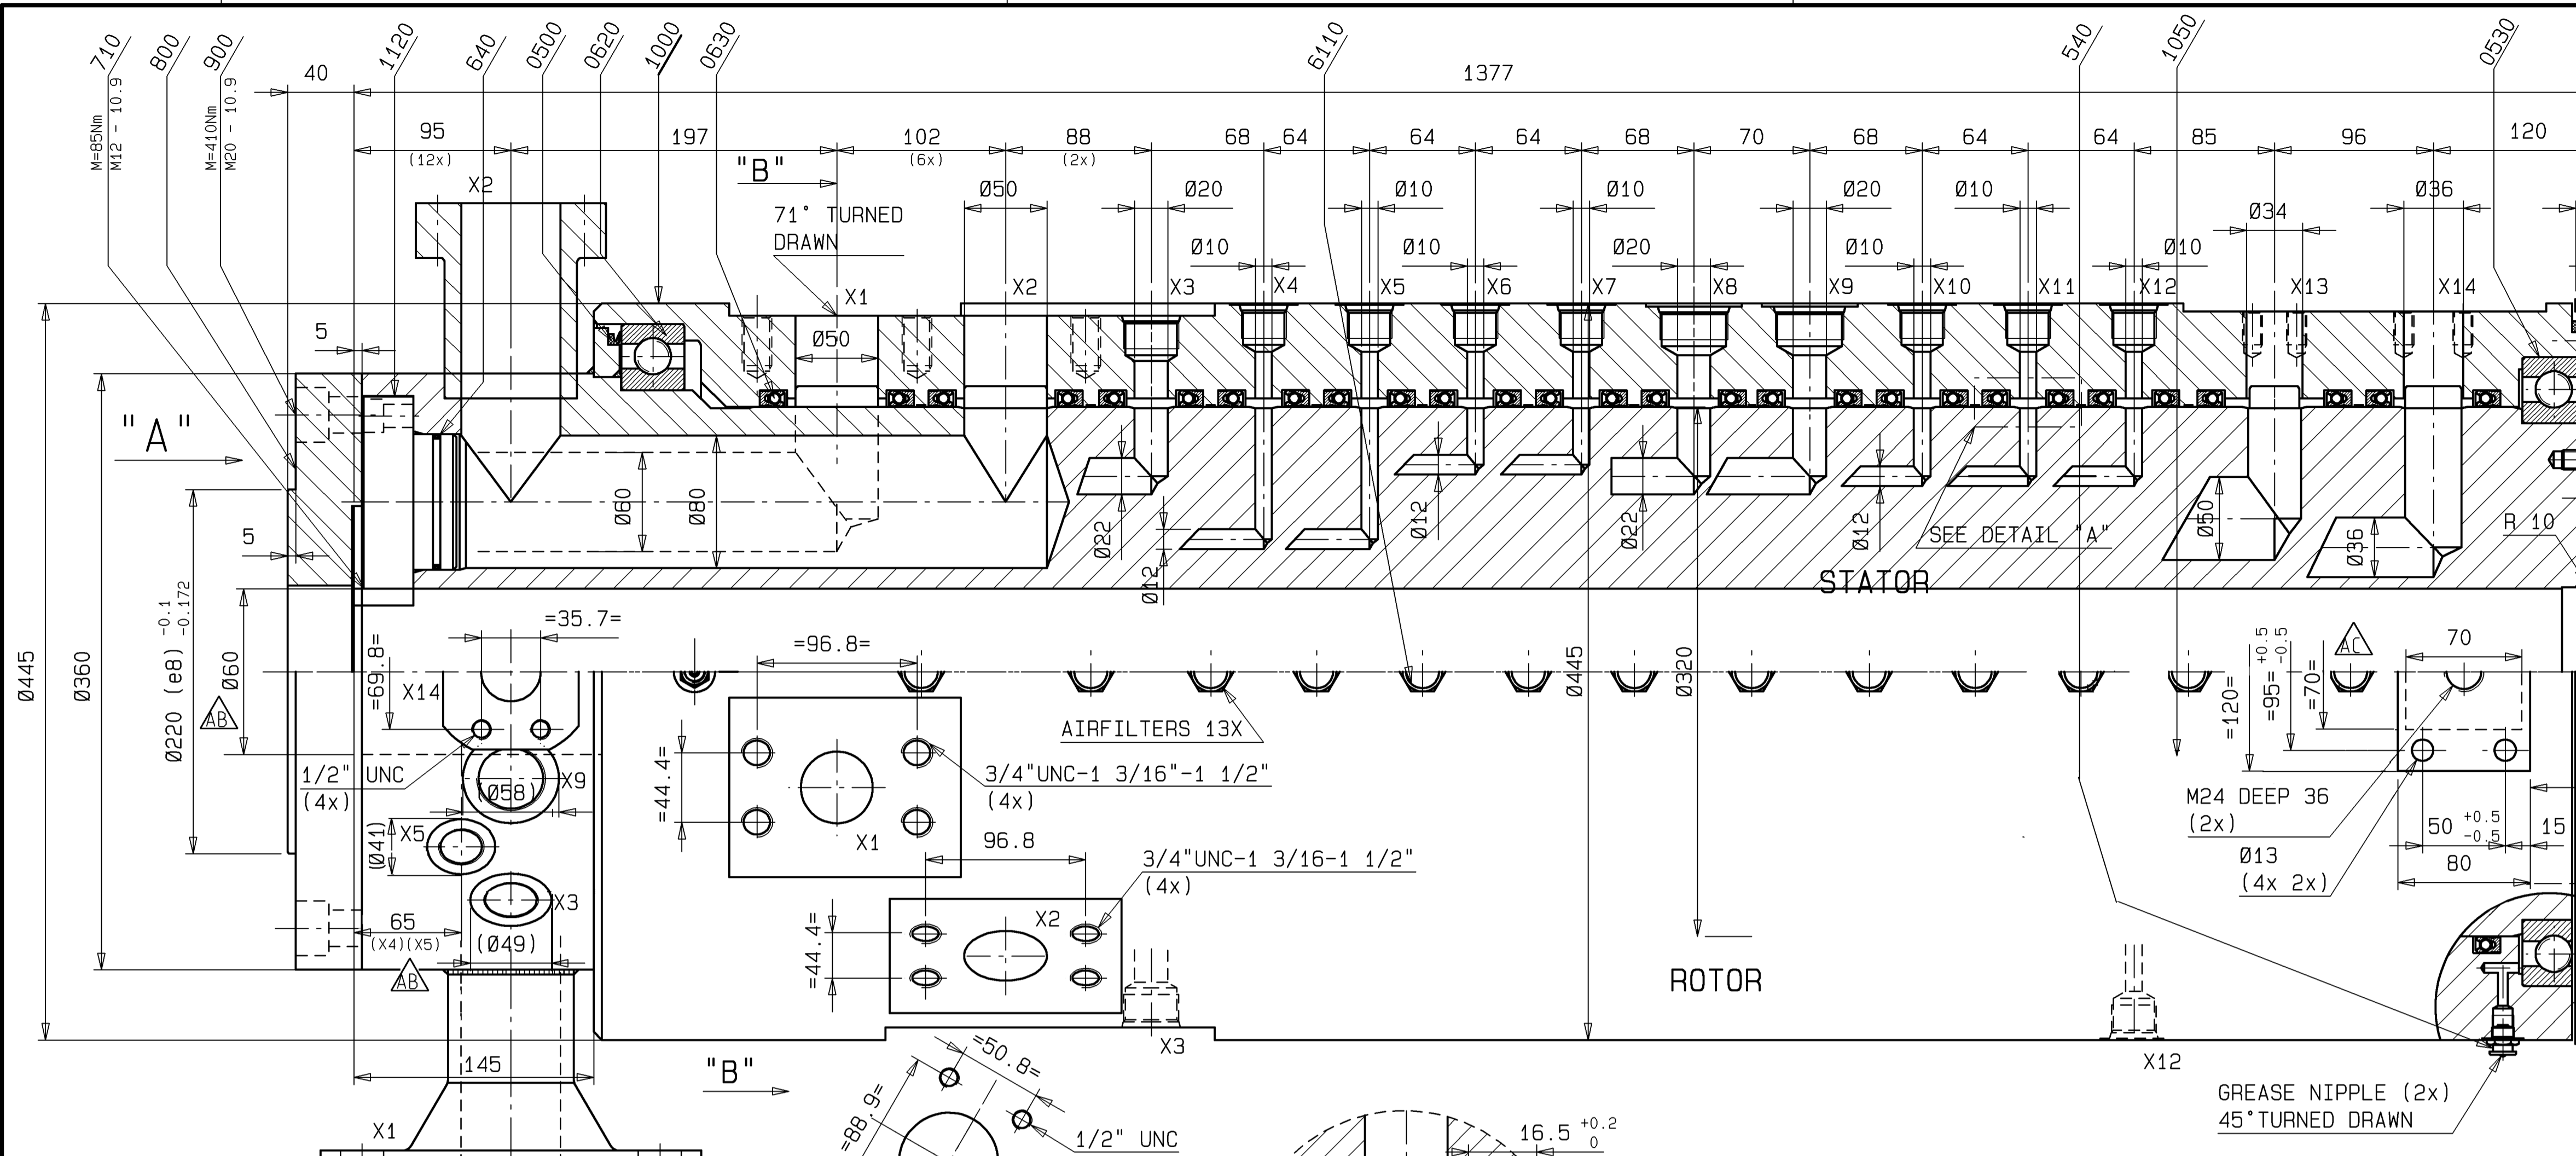 710
800
900
1120
640
0500
0620
1000
0630
6110
540
1050
0530
M=85Nm
M12 - 10.9
M=410Nm
M20 - 10.9
40
1377
95
(12x)
197
102
(6x)
88
(2x)
68
64
64
64
68
70
68
64
64
85
96
120
"B"
X2
71° TURNED
DRAWN
Ø50
Ø20
Ø10
Ø10
Ø20
Ø10
Ø36
Ø34
Ø10
Ø10
Ø20
Ø10
Ø10
X1
X2
X3
X4
X5
X6
X7
X8
X9
X10
X11
X12
X13
X14
5
Ø50
"A"
Ø60
Ø80
Ø22
Ø12
Ø12
Ø22
Ø12
Ø50
Ø36
SEE DETAIL "A"
R 10
5
STATOR
Ø445
Ø360
Ø220 (e8) -0.1
-0.172
AB
Ø60
=35.7=
=69.8=
X14
=96.8=
Ø445
Ø320
AIRFILTERS 13X
=120=
=95= +0.5
-0.5
=70=
AC
70
1/2" UNC
(4x)
(Ø58)
X9
=44.4=
3/4"UNC-1 3/16"-1 1/2"
(4x)
X1
(Ø41)
X5
96.8
3/4"UNC-1 3/16-1 1/2"
(4x)
M24 DEEP 36
(2x)
50 +0.5
-0.5
15
Ø13
(4x 2x)
80
X3
65
(X4)(X5)
(Ø49)
AB
=44.4=
X2
ROTOR
X3
X12
145
"B"
=50.8=
=88.9=
GREASE NIPPLE (2x)
45°TURNED DRAWN
X1
1/2" UNC
16.5 +0.2
0